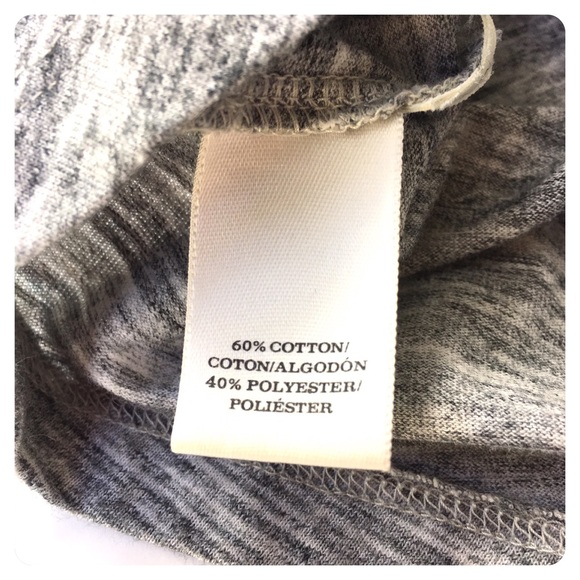 60% COTTON/
COTON/ALGODÓN
40% POLYESTER/
POLIÉSTER